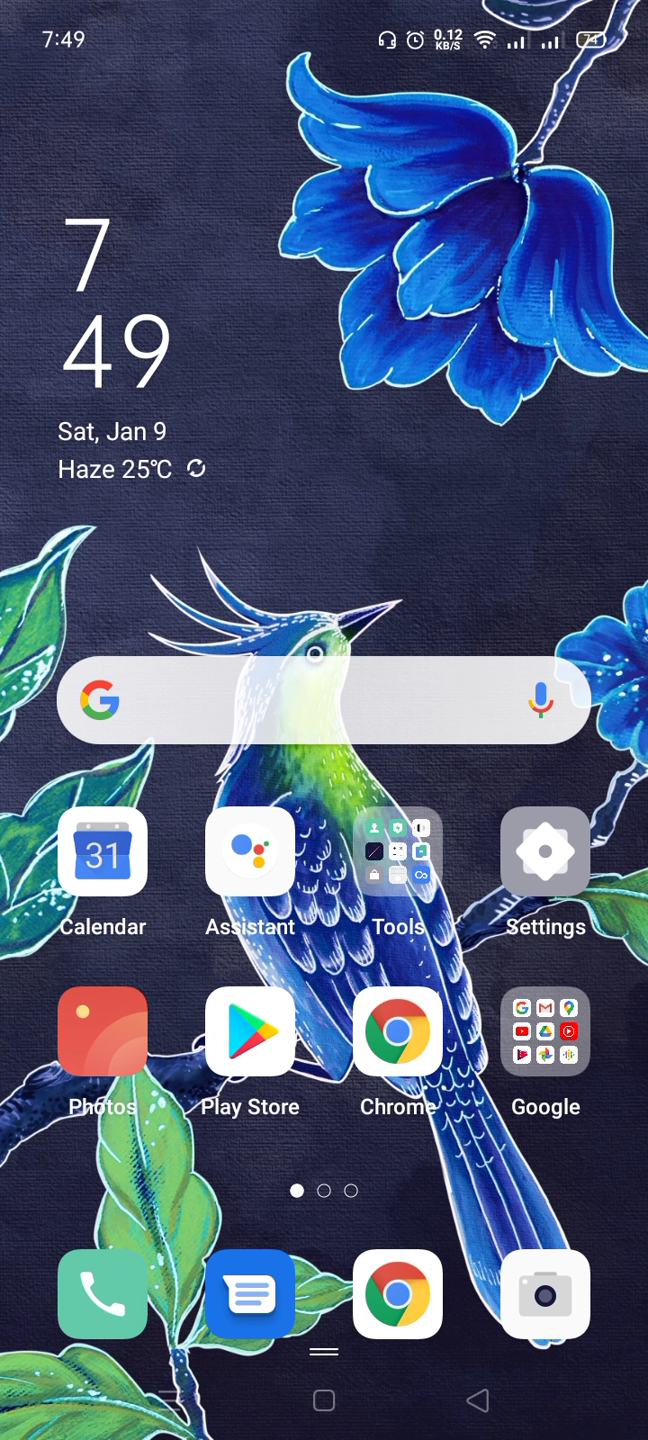 7:49
0.12
KB/S
74
7
49
Sat, Jan 9
Haze 25℃
31
Calendar
Assistant
Tools
Settings
Photos
Play Store
Chrome
Google